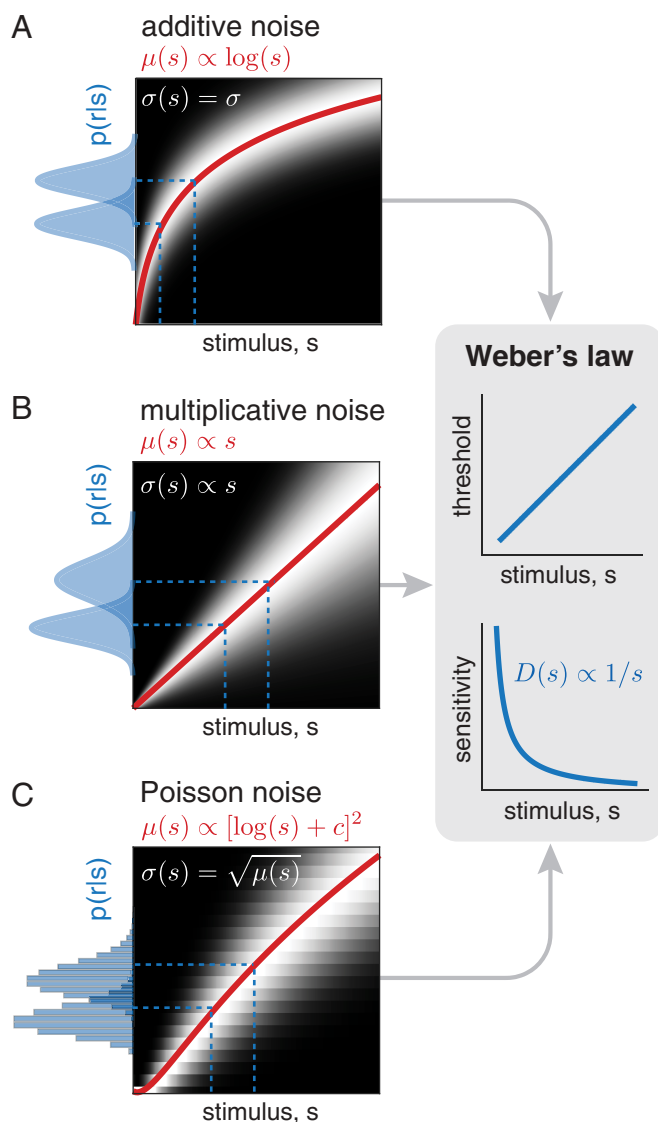 A
additive noise
μ(s) ∝ log(s)
σ(s) = σ
p(r|s)
stimulus, s
B
multiplicative noise
μ(s) ∝ s
σ(s) ∝ s
p(r|s)
stimulus, s
C
Poisson noise
μ(s) ∝ [log(s) + c]²
σ(s) = √μ(s)
p(r|s)
stimulus, s
Weber's law
threshold
stimulus, s
D(s) ∝ 1/s
sensitivity
stimulus, s